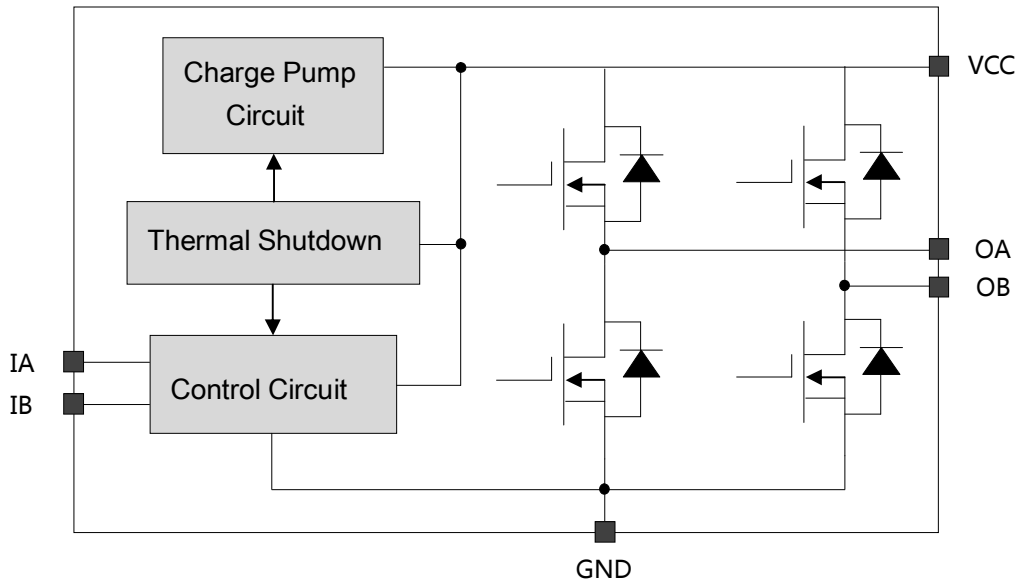 Charge Pump
Circuit
VCC
Thermal Shutdown
OA
OB
IA
Control Circuit
IB
GND